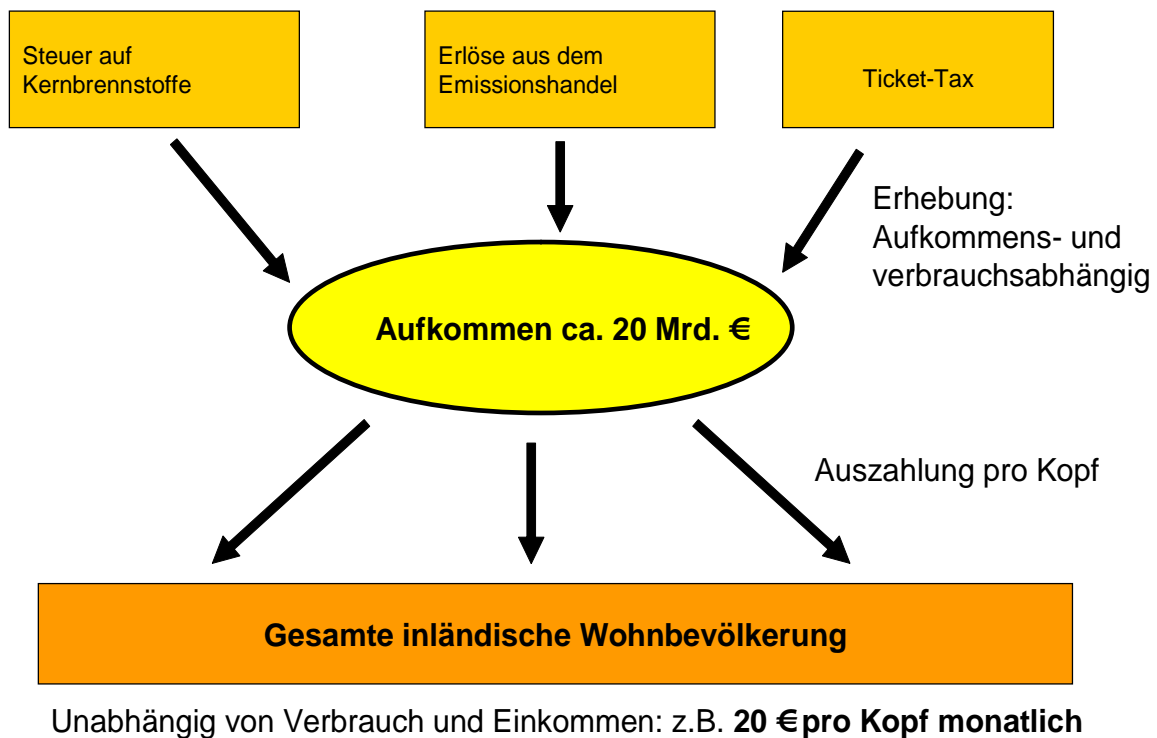 Steuer auf
Kernbrennstoffe
Erlöse aus dem
Emissionshandel
Ticket-Tax
Erhebung:
Aufkommens- und
verbrauchsabhängig
Aufkommen ca. 20 Mrd. €
Auszahlung pro Kopf
Gesamte inländische Wohnbevölkerung
Unabhängig von Verbrauch und Einkommen: z.B. 20 €pro Kopf monatlich